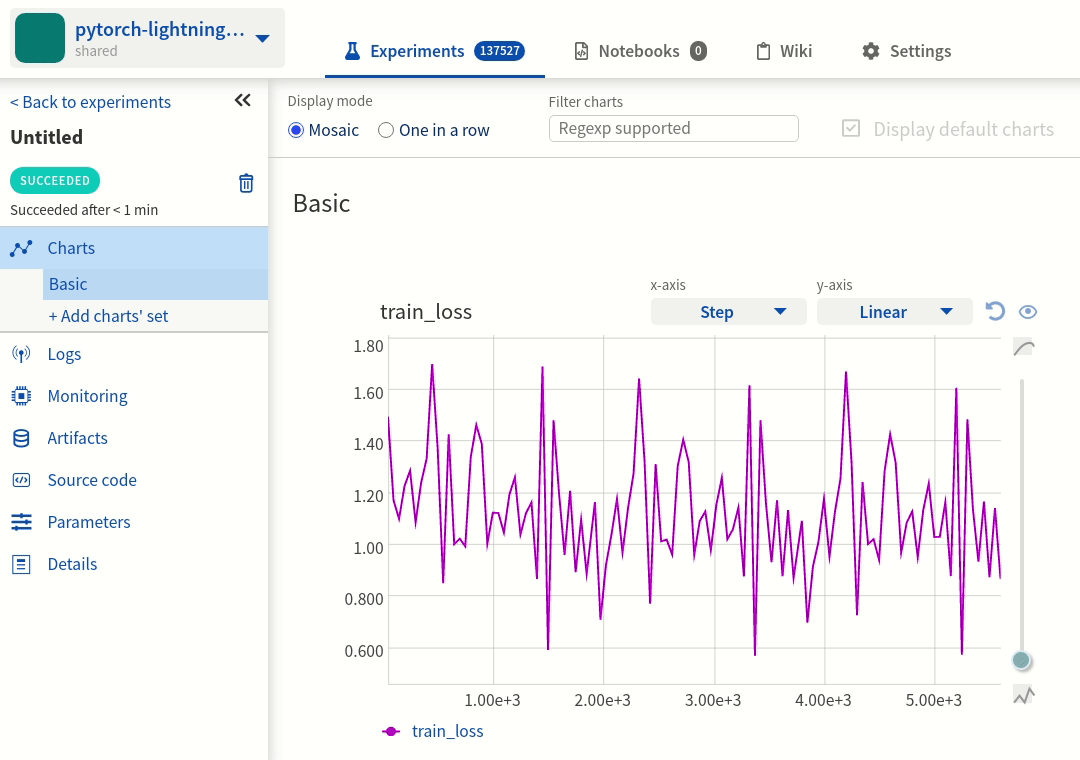 pytorch-lightning...
shared
Experiments 137527
Notebooks 0
Wiki
Settings
< Back to experiments
Untitled
SUCCEEDED
Succeeded after < 1 min
Charts
Basic
+ Add charts' set
Logs
Monitoring
Artifacts
Source code
Parameters
Details
Display mode
Mosaic
One in a row
Filter charts
Regexp supported
Display default charts
Basic
train_loss
x-axis
Step
y-axis
Linear
1.80
1.60
1.40
1.20
1.00
0.800
0.600
1.00e+3 2.00e+3 3.00e+3 4.00e+3 5.00e+3
train_loss